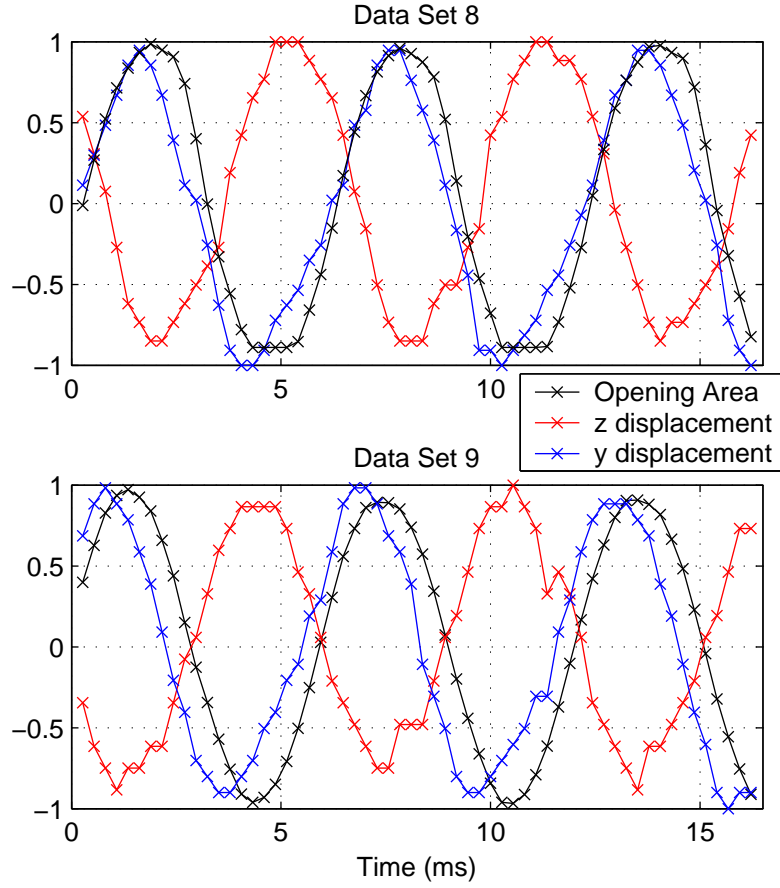 Data Set 8
1
0.5
0
−0.5
−1
0 5 10 15
Opening Area
z displacement
y displacement
Data Set 9
1
0.5
0
−0.5
−1
0 5 10 15
Time (ms)